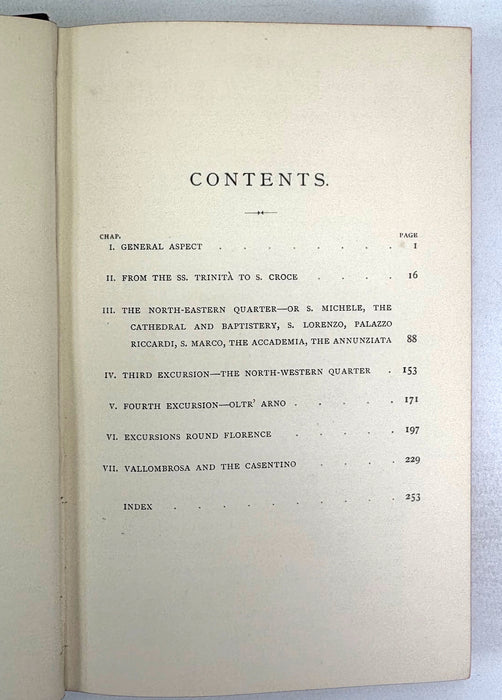 CONTENTS.
CHAP. PAGE
I. GENERAL ASPECT . . . . . . . . 1
II. FROM THE SS. TRINITÀ TO S. CROCE . . . . 16
III. THE NORTH-EASTERN QUARTER—OR S. MICHELE, THE
CATHEDRAL AND BAPTISTERY, S. LORENZO, PALAZZO
RICCARDI, S. MARCO, THE ACCADEMIA, THE ANNUNZIATA 88
IV. THIRD EXCURSION—THE NORTH-WESTERN QUARTER . 153
V. FOURTH EXCURSION—OLTR' ARNO . . . . . 171
VI. EXCURSIONS ROUND FLORENCE . . . . . 197
VII. VALLOMBROSA AND THE CASENTINO . . . . 229
INDEX . . . . . . . . . . 253